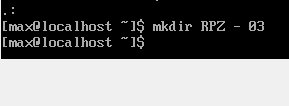 .:
[max@localhost ~]$ mkdir RPZ - 03
[max@localhost ~]$